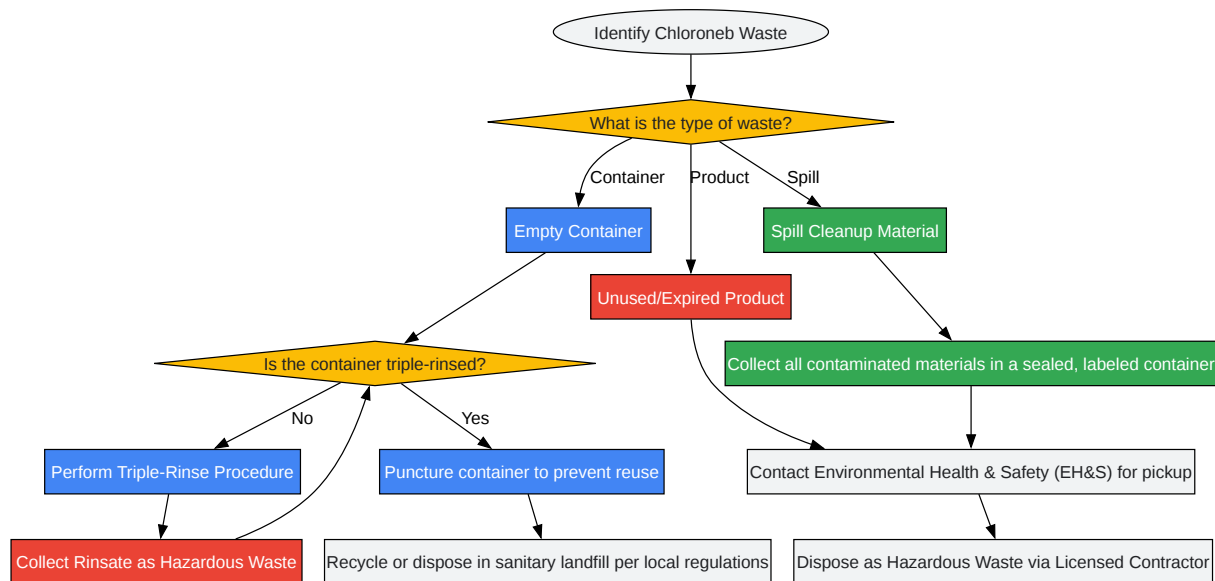 Identify Chloroneb Waste
What is the type of waste?
Container
Product
Spill
Empty Container
Spill Cleanup Material
Unused/Expired Product
Is the container triple-rinsed?
Collect all contaminated materials in a sealed, labeled container
No
Yes
Perform Triple-Rinse Procedure
Puncture container to prevent reuse
Contact Environmental Health & Safety (EH&S) for pickup
Collect Rinsate as Hazardous Waste
Recycle or dispose in sanitary landfill per local regulations
Dispose as Hazardous Waste via Licensed Contractor